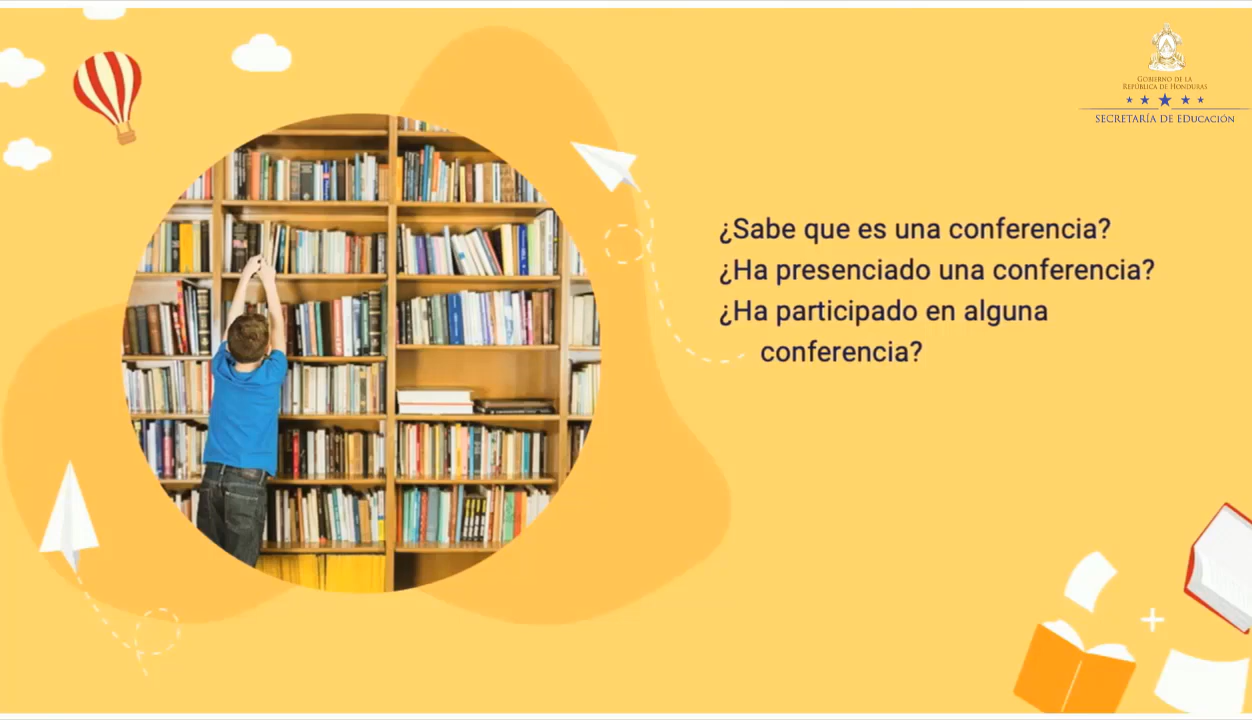 GOBIERNO DE LA
REPÚBLICA DE HONDURAS
SECRETARÍA DE EDUCACIÓN
¿Sabe que es una conferencia?
¿Ha presenciado una conferencia?
¿Ha participado en alguna
conferencia?